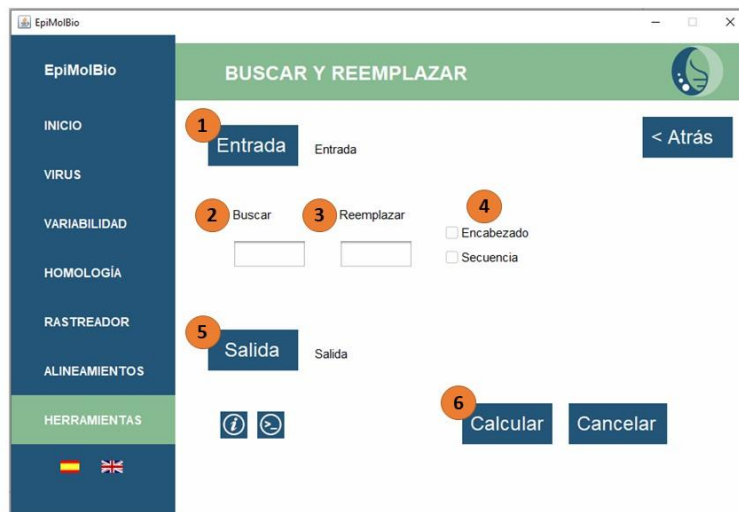 EpiMolBio
EpiMolBio
BUSCAR Y REEMPLAZAR
INICIO
VIRUS
VARIABILIDAD
HOMOLOGÍA
RASTREADOR
ALINEAMIENTOS
HERRAMIENTAS
1
Entrada Entrada
< Atrás
2 Buscar 3 Reemplazar 4
Encabezado
Secuencia
5
Salida Salida
6
Calcular Cancelar